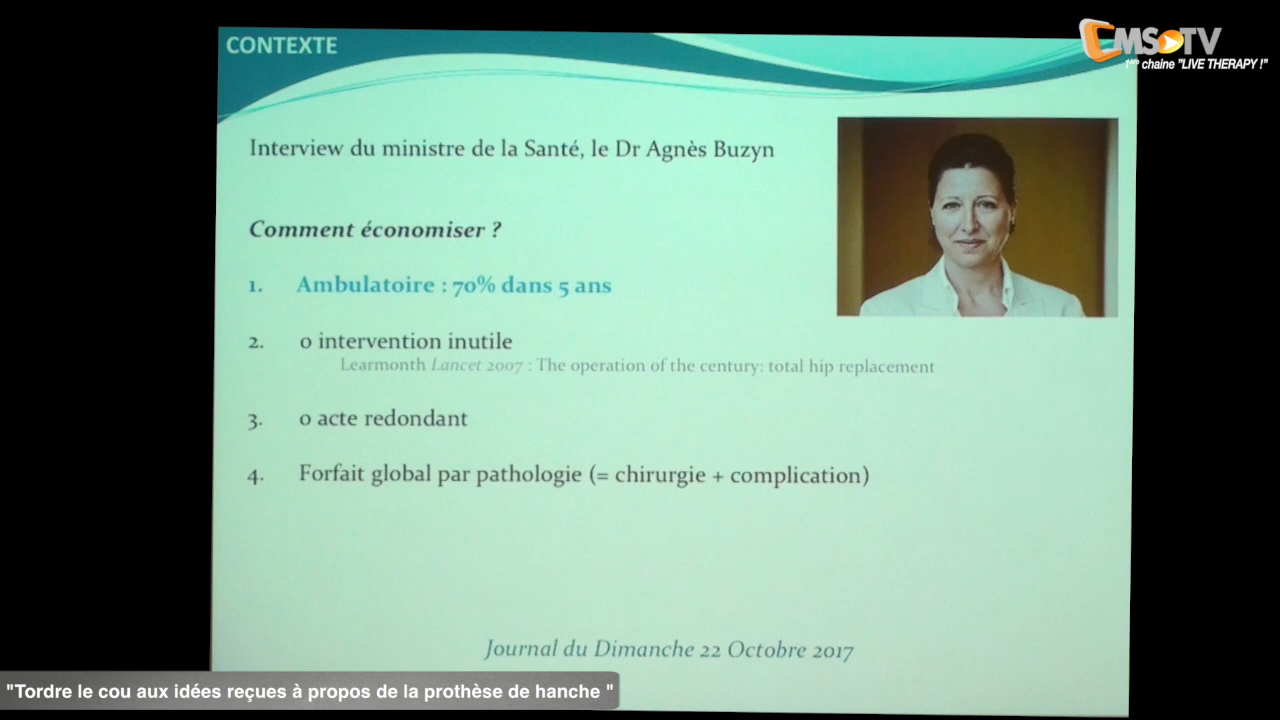 CONTEXTE
CMSTV
1ère chaine "LIVE THERAPY !"
Interview du ministre de la Santé, le Dr Agnès Buzyn
Comment économiser ?
1. Ambulatoire : 70% dans 5 ans
2. 0 intervention inutile
Learmonth Lancet 2007 : The operation of the century: total hip replacement
3. 0 acte redondant
4. Forfait global par pathologie (= chirurgie + complication)
Journal du Dimanche 22 Octobre 2017
"Tordre le cou aux idées reçues à propos de la prothèse de hanche "